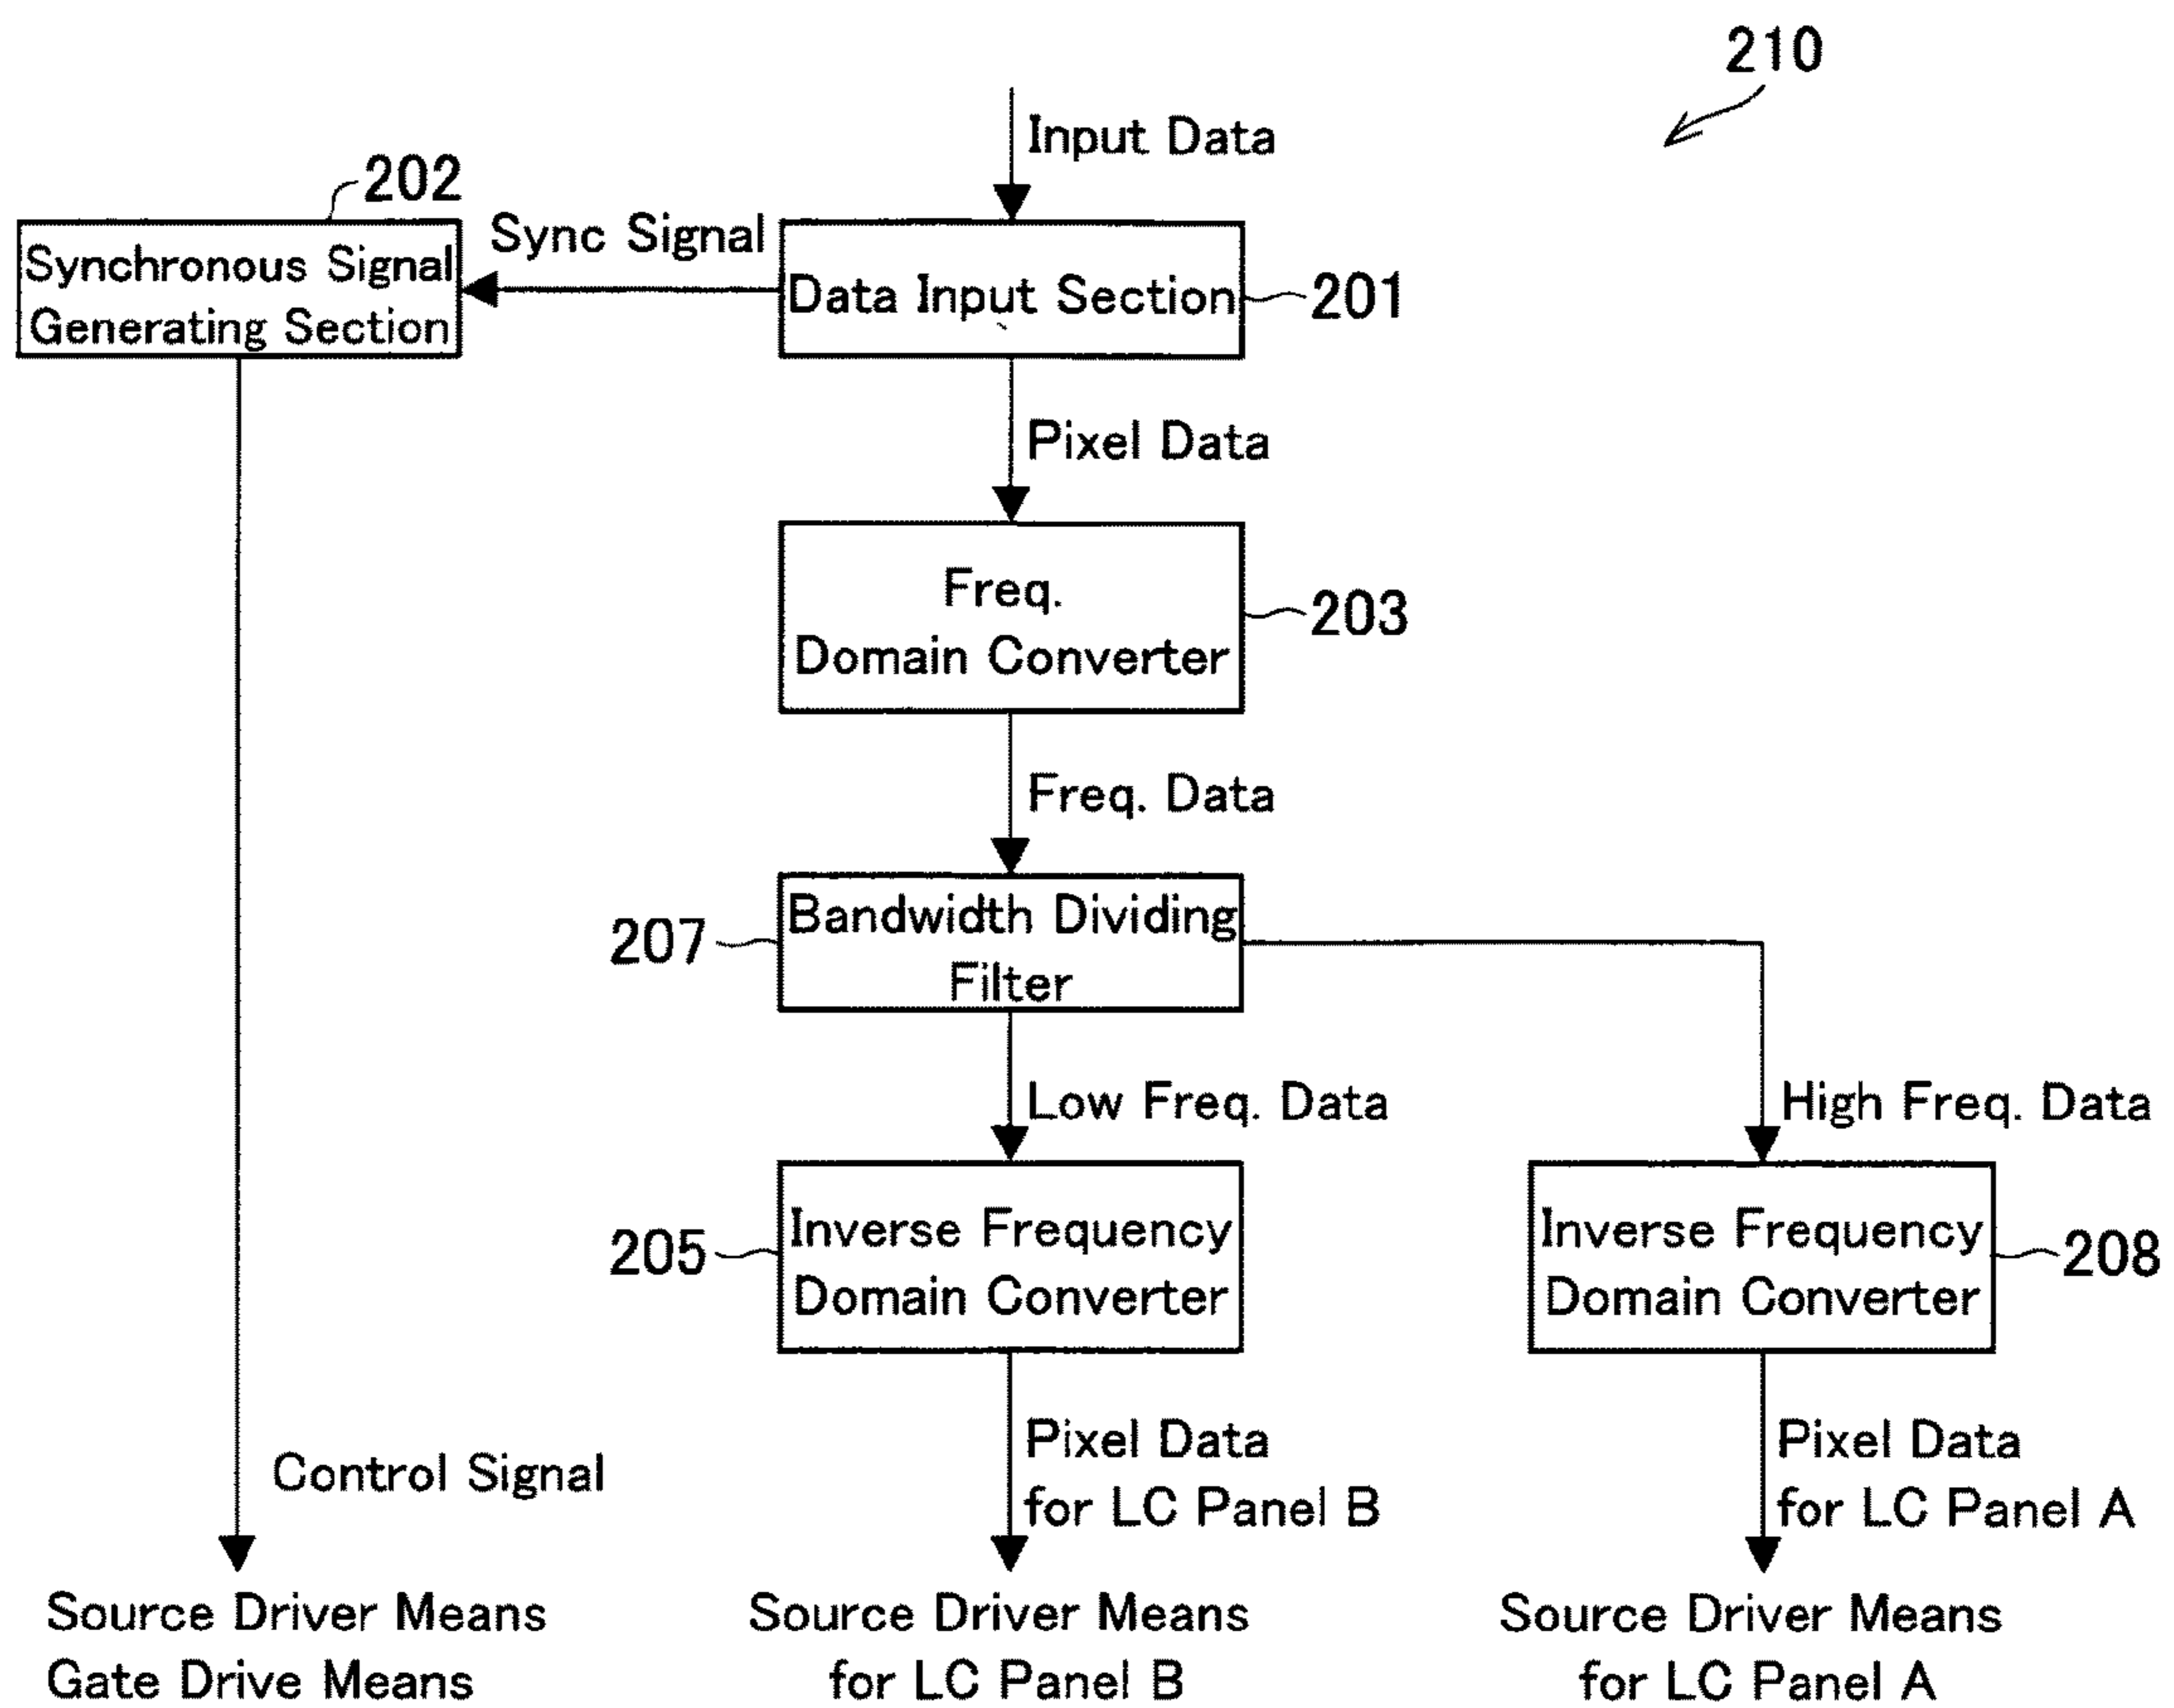 210
Input Data
202
Sync Signal
Synchronous Signal
Generating Section
Data Input Section
201
Pixel Data
Freq.
Domain Converter
203
Freq. Data
207
Bandwidth Dividing
Filter
Low Freq. Data
High Freq. Data
205
Inverse Frequency
Domain Converter
Inverse Frequency
Domain Converter
208
Control Signal
Pixel Data
for LC Panel B
Pixel Data
for LC Panel A
Source Driver Means
Gate Drive Means
Source Driver Means
for LC Panel B
Source Driver Means
for LC Panel A